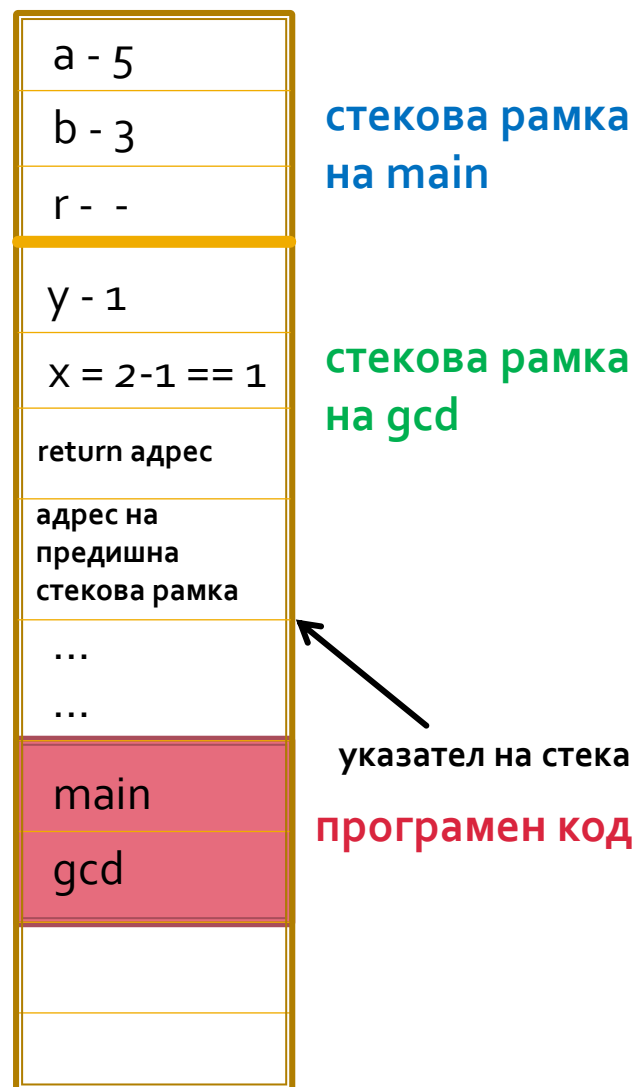 a - 5
b - 3
r - -
стекова рамка
на main
y - 1
x = 2-1 == 1
стекова рамка
на gcd
return адрес
адрес на
предишна
стекова рамка
...
...
указател на стека
main
програмен код
gcd